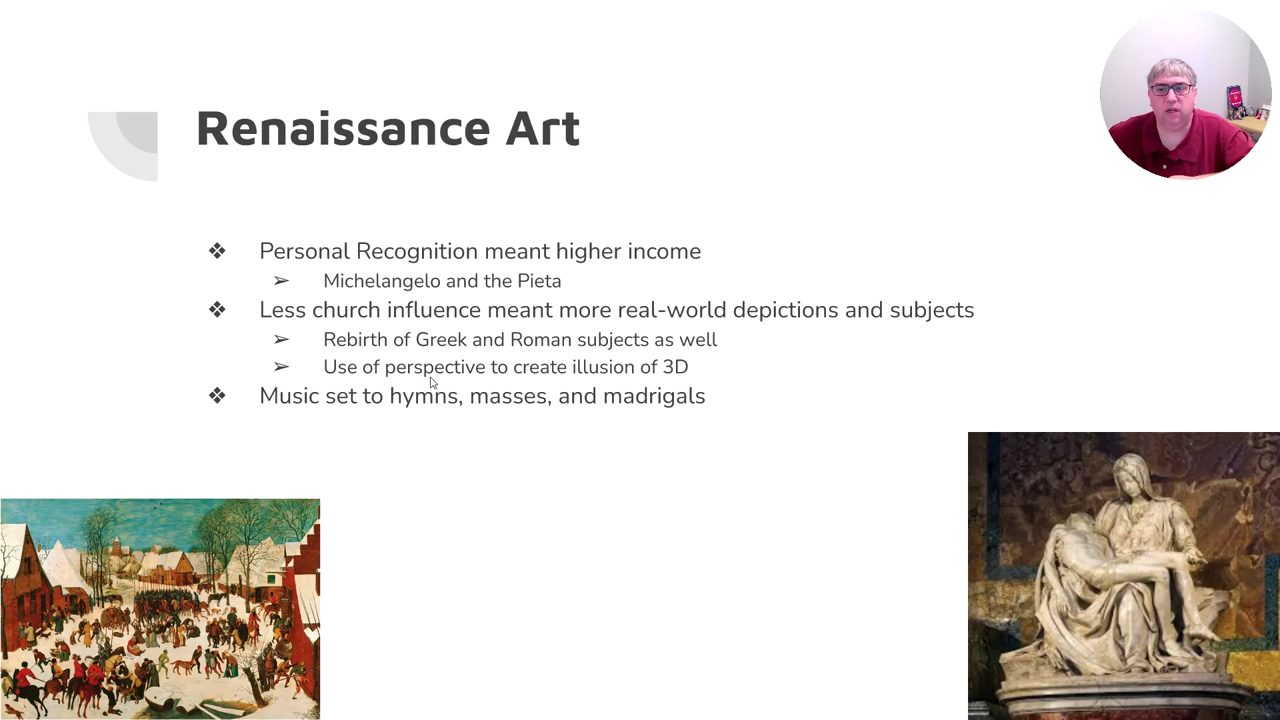 Renaissance Art
❖ Personal Recognition meant higher income
➢ Michelangelo and the Pieta
❖ Less church influence meant more real-world depictions and subjects
➢ Rebirth of Greek and Roman subjects as well
➢ Use of perspective to create illusion of 3D
❖ Music set to hymns, masses, and madrigals